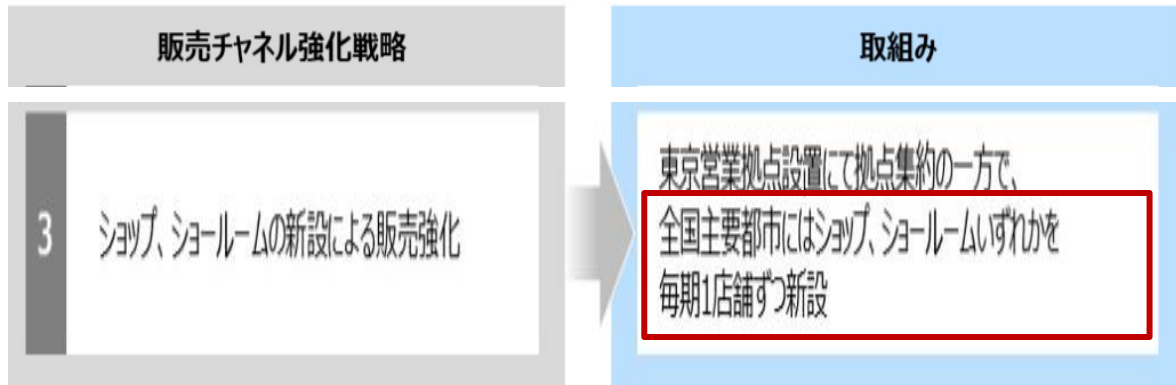 販売チャネル強化戦略
取組み
3
ショップ、ショールームの新設による販売強化
東京営業拠点設置にて拠点集約の一方で、
全国主要都市にはショップ、ショールームいずれかを
毎期1店舗ずつ新設